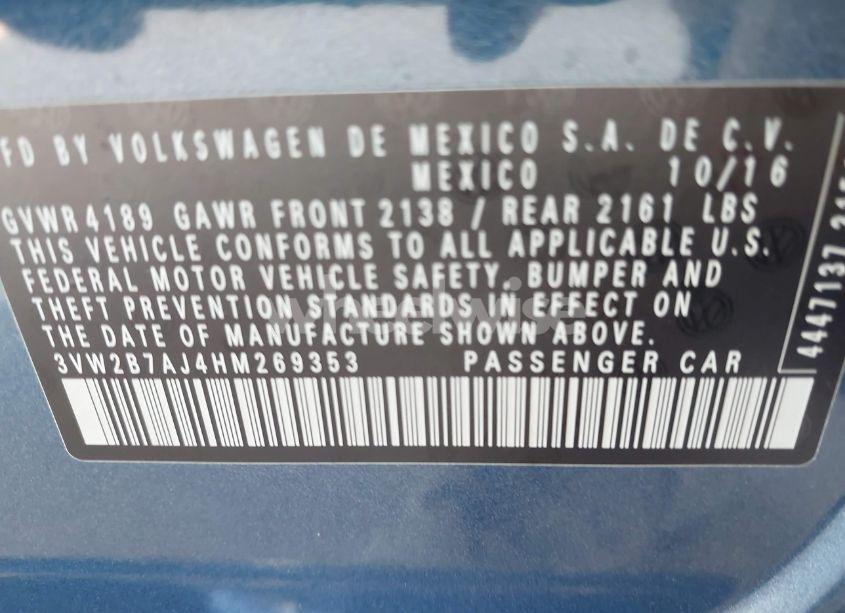 FD BY VOLKSWAGEN DE MEXICO S.A. DE C.V.
MEXICO 10/16
GVWR 4189 GAWR FRONT 2138 / REAR 2161 LBS
THIS VEHICLE CONFORMS TO ALL APPLICABLE U.S.
FEDERAL MOTOR VEHICLE SAFETY, BUMPER AND
THEFT PREVENTION STANDARDS IN EFFECT ON
THE DATE OF MANUFACTURE SHOWN ABOVE.
3VW2B7AJ4HM269353 PASSENGER CAR
4447137
wheelwise